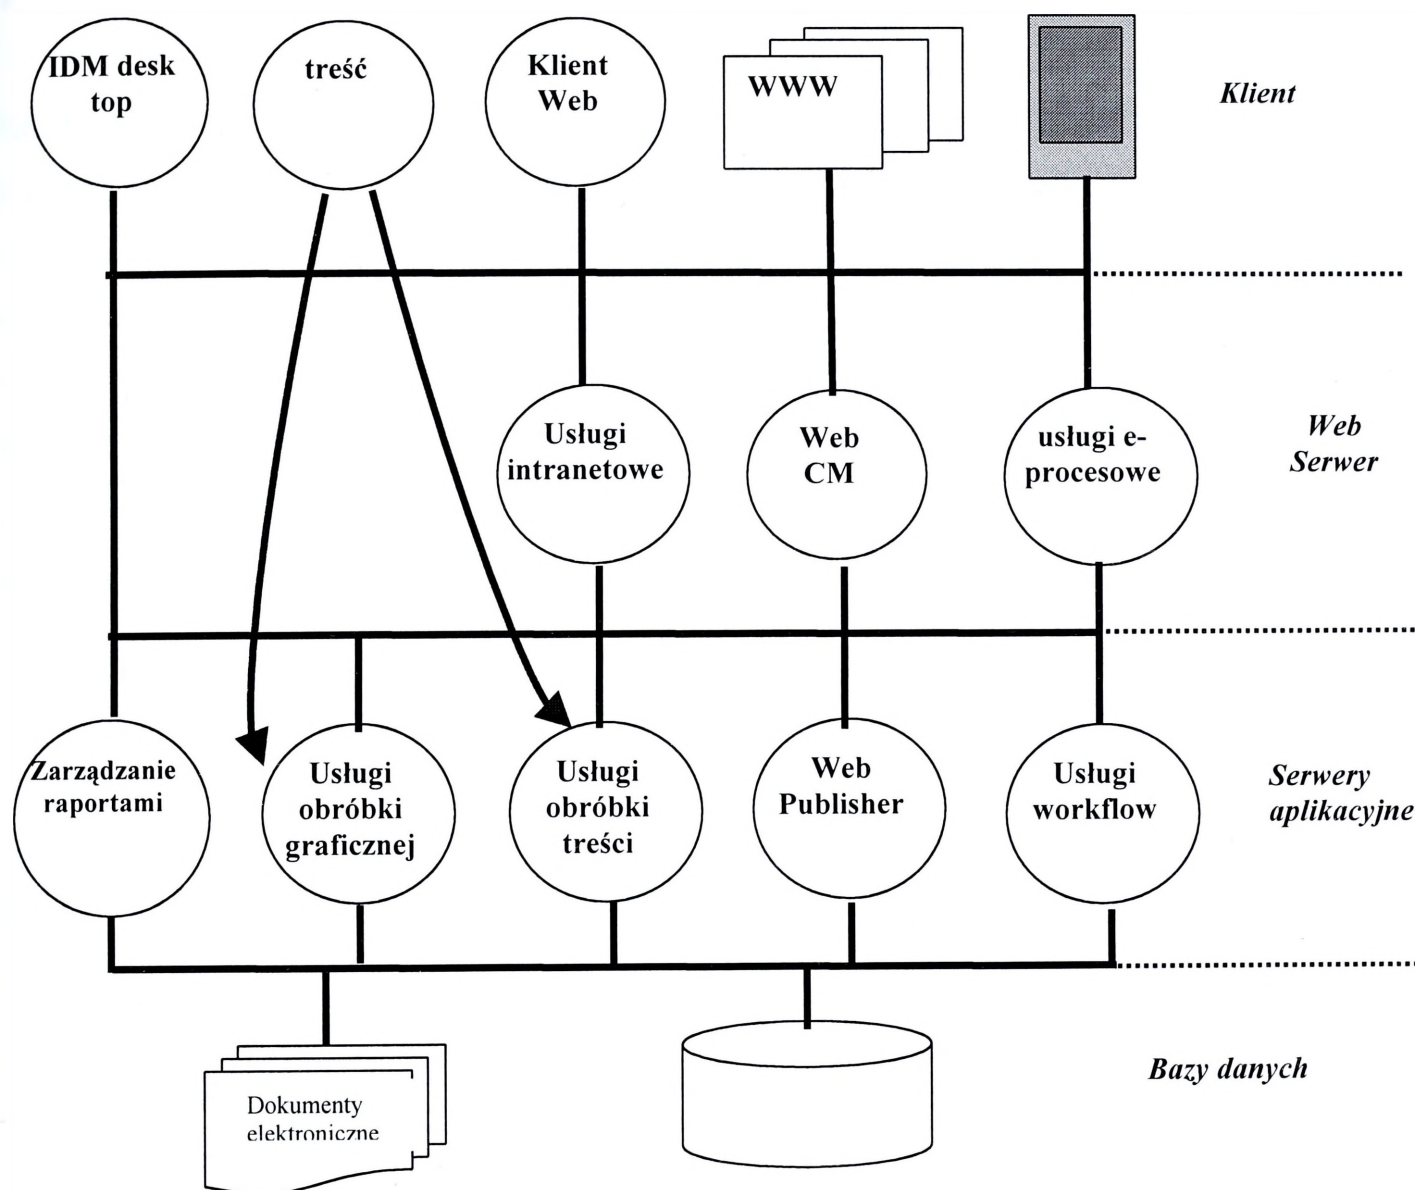 IDM desk
top
treść
Klient
Web
WWW
Klient
Usługi
intranetowe
Web
CM
usługi e-
procesowe
Web
Serwer
Zarządzanie
raportami
Usługi
obróbki
graficznej
Usługi
obróbki
treści
Web
Publisher
Usługi
workflow
Serwery
aplikacyjne
Dokumenty
elektroniczne
Bazy danych